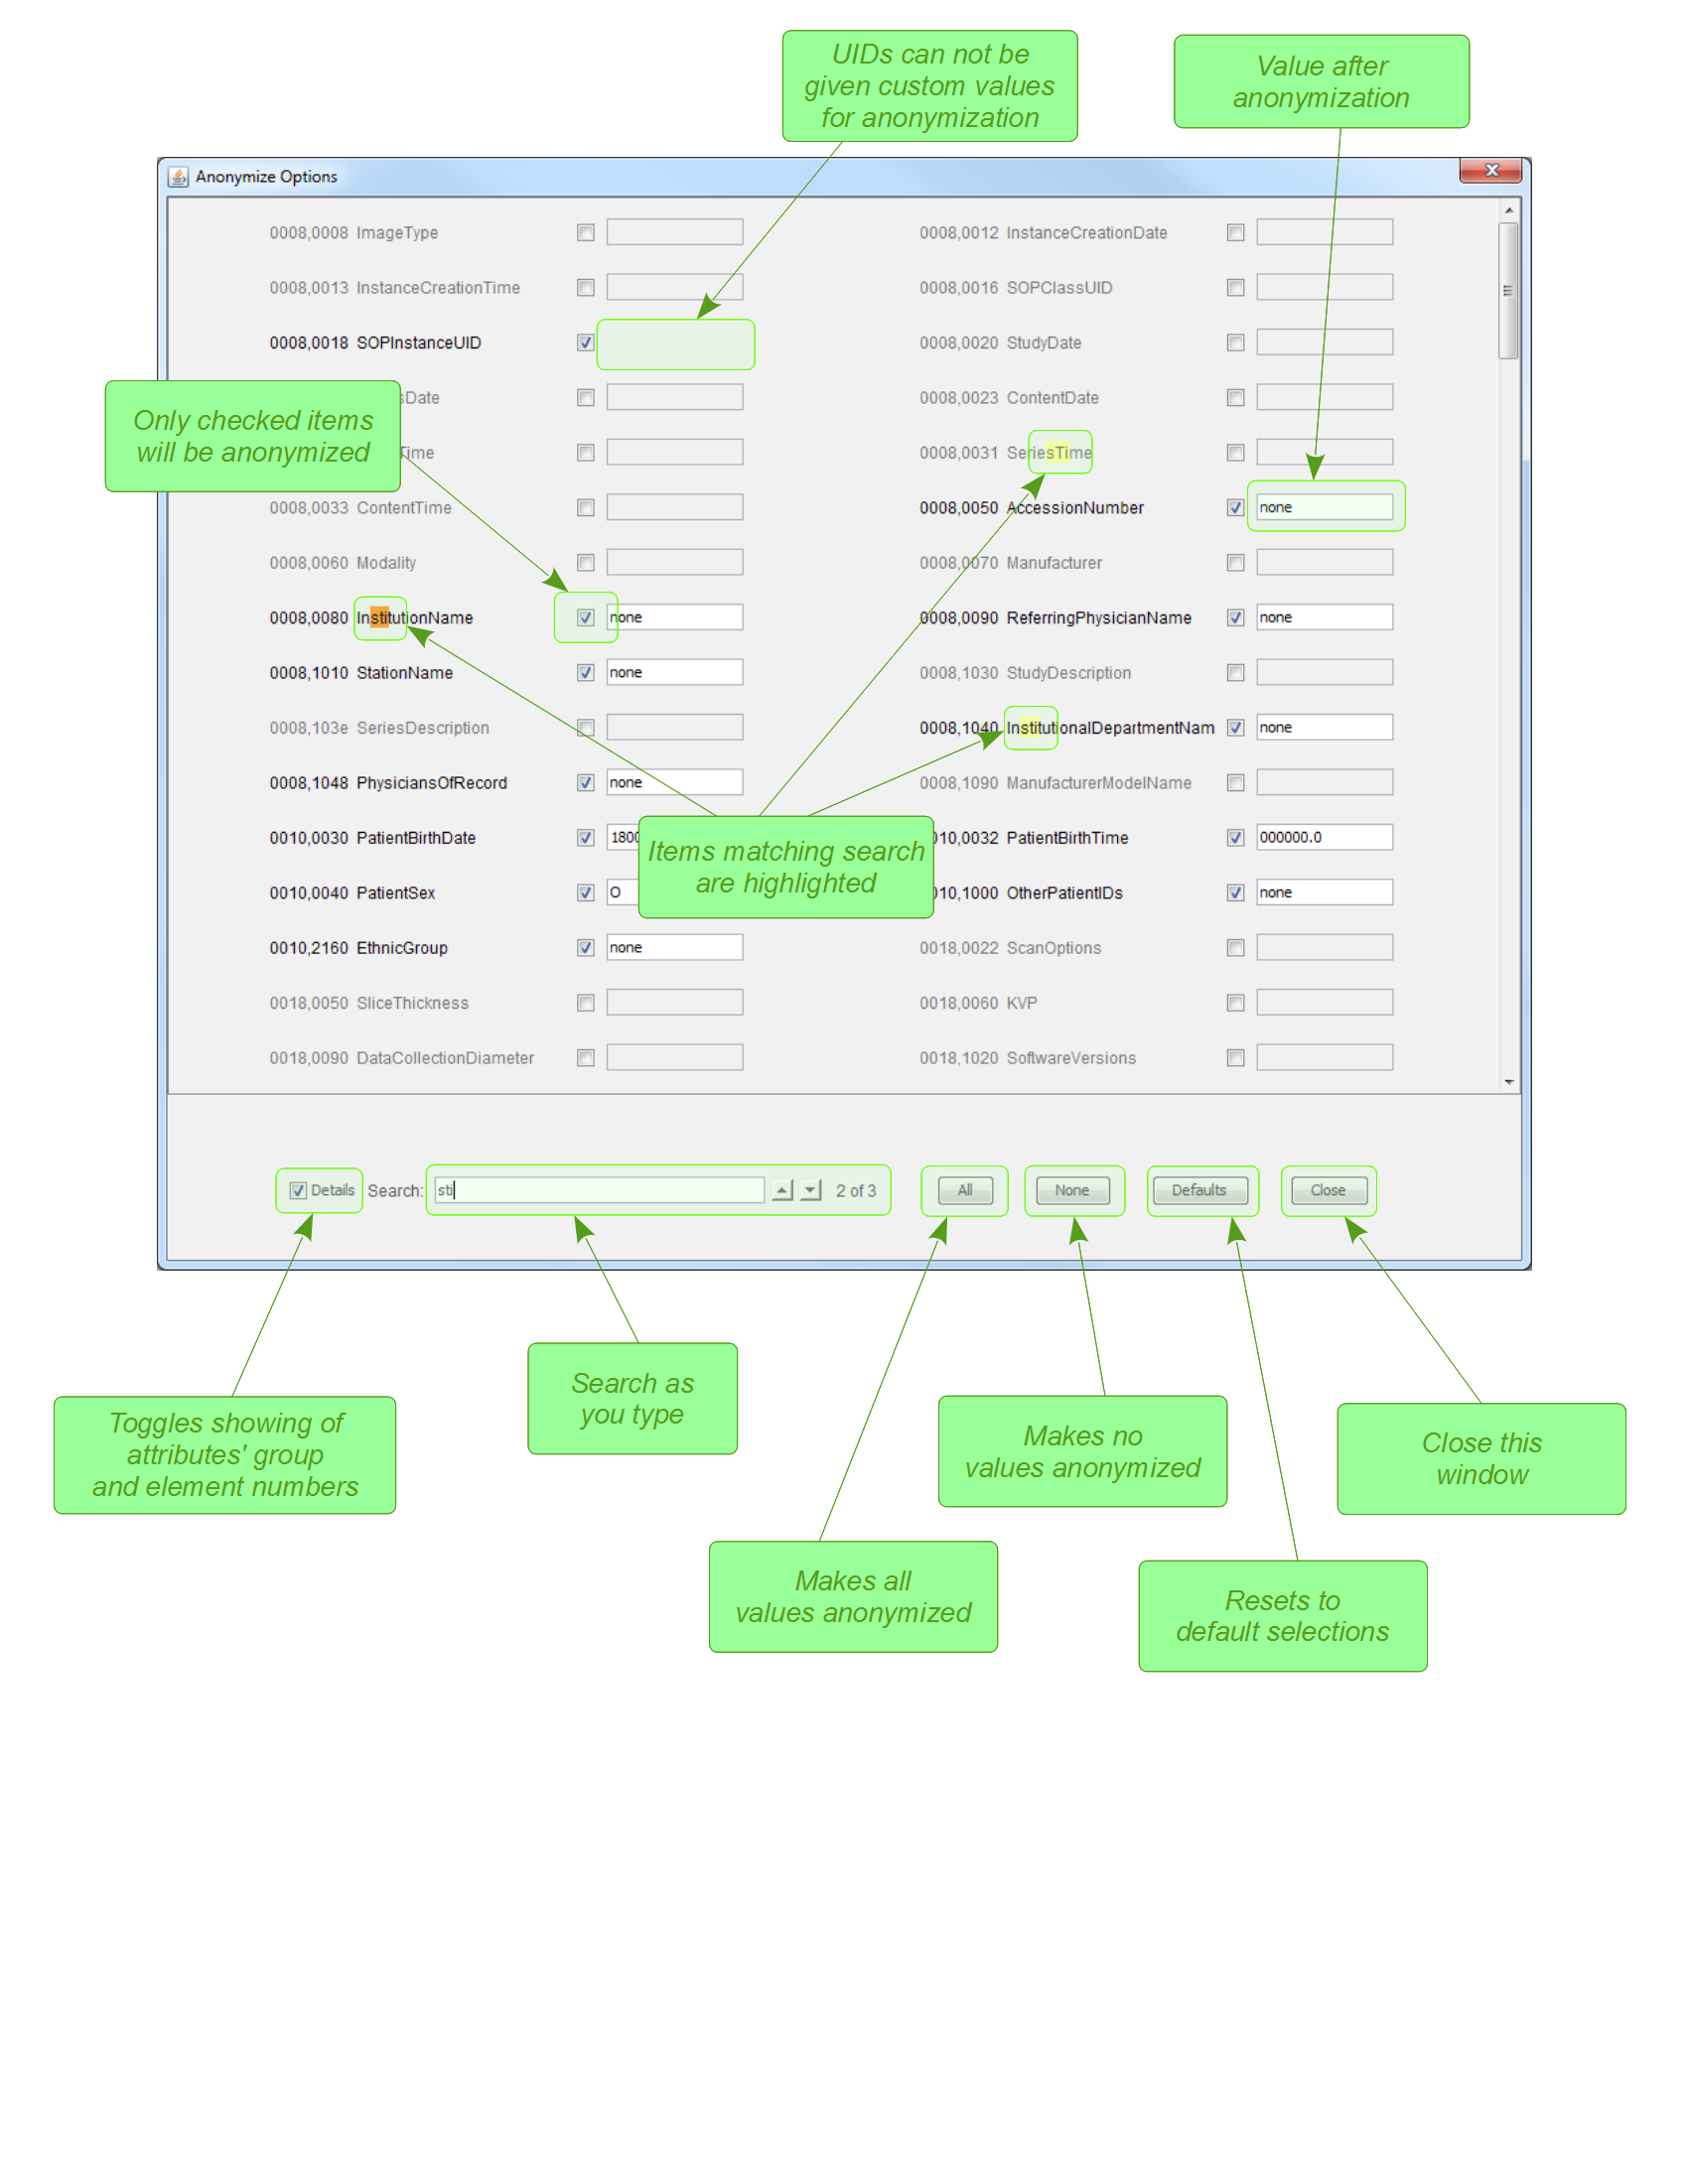 UIDs can not be
given custom values
for anonymization
Value after
anonymization
Anonymize Options
0008,0008 ImageType
0008,0012 InstanceCreationDate
0008,0013 InstanceCreationTime
0008,0016 SOPClassUID
0008,0018 SOPInstanceUID
0008,0020 StudyDate
Only checked items
will be anonymized
sDate
0008,0023 ContentDate
Time
0008,0031 SeriesTime
0008,0033 ContentTime
0008,0050 AccessionNumber none
0008,0060 Modality
0008,0070 Manufacturer
0008,0080 InstitutionName none
0008,0090 ReferringPhysicianName none
0008,1010 StationName none
0008,1030 StudyDescription
0008,103e SeriesDescription
0008,1040 InstitutionalDepartmentNam none
0008,1048 PhysiciansOfRecord none
0008,1090 ManufacturerModelName
0010,0030 PatientBirthDate 1800
010,0032 PatientBirthTime 000000.0
Items matching search
are highlighted
0010,0040 PatientSex O
010,1000 OtherPatientIDs none
0010,2160 EthnicGroup none
0018,0022 ScanOptions
0018,0050 SliceThickness
0018,0060 KVP
0018,0090 DataCollectionDiameter
0018,1020 SoftwareVersions
Details Search: sti 2 of 3 All None Defaults Close
Toggles showing of
attributes' group
and element numbers
Search as
you type
Makes no
values anonymized
Close this
window
Makes all
values anonymized
Resets to
default selections